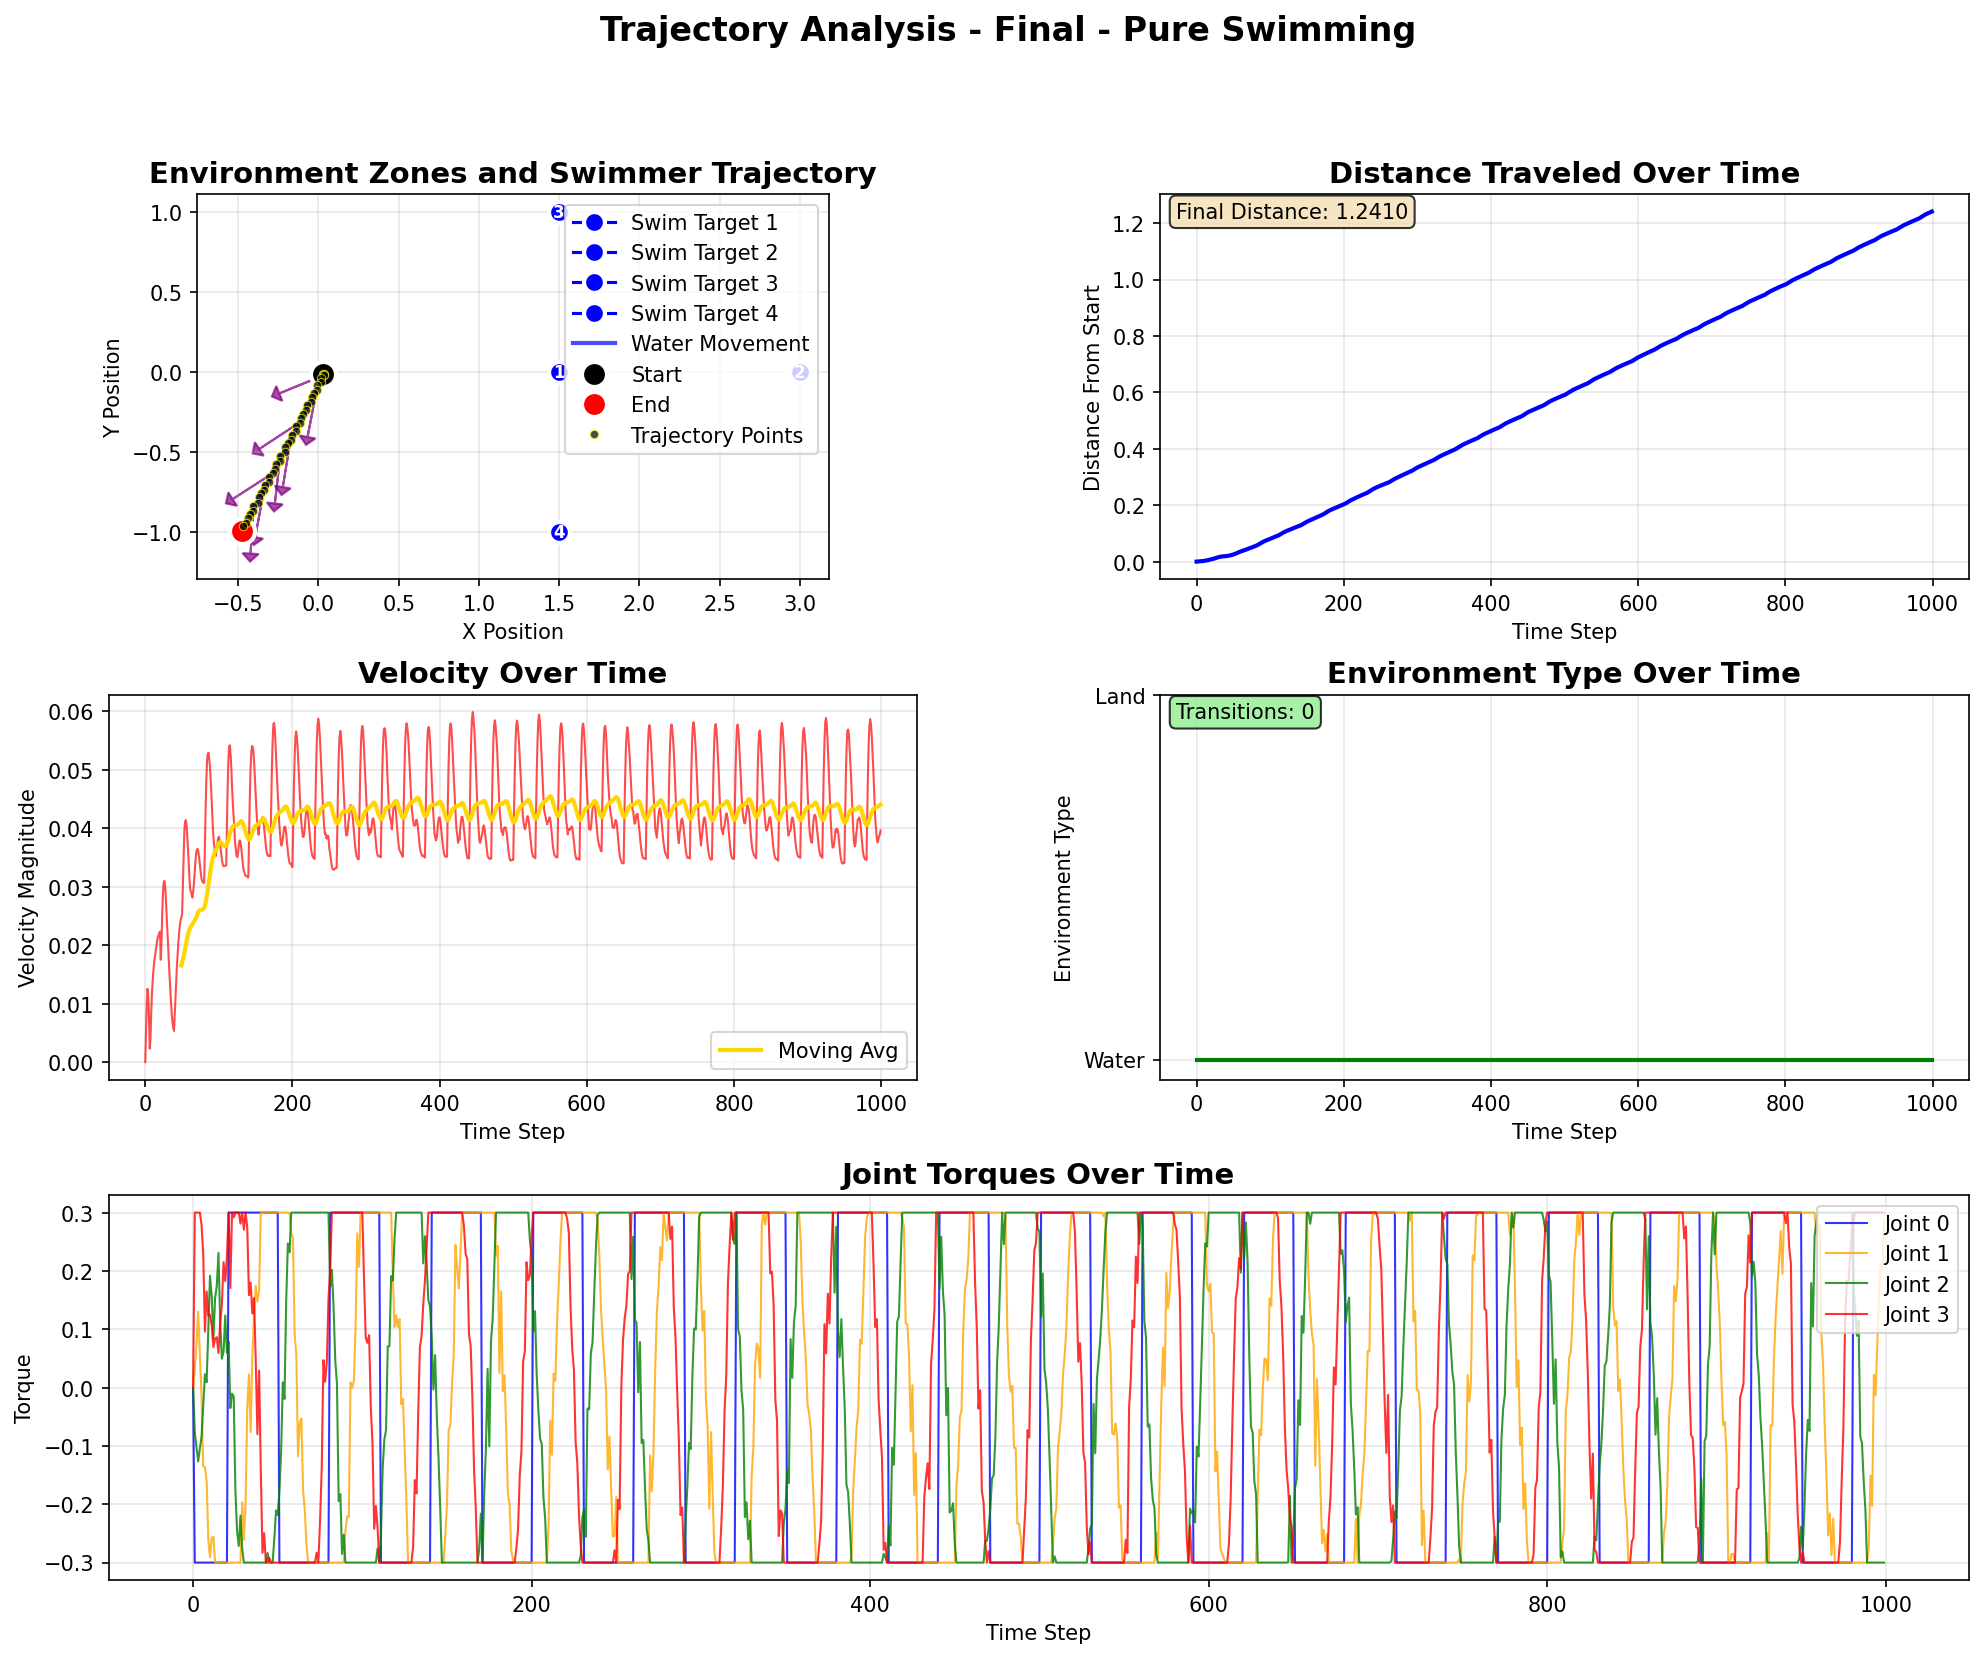 Trajectory Analysis - Final - Pure Swimming
Environment Zones and Swimmer Trajectory
Y Position
1.0
0.5
0.0
−0.5
−1.0
3
1
2
4
Swim Target 1
Swim Target 2
Swim Target 3
Swim Target 4
Water Movement
Start
End
Trajectory Points
−0.5 0.0 0.5 1.0 1.5 2.0 2.5 3.0
X Position
Distance Traveled Over Time
Final Distance: 1.2410
Distance From Start
1.2
1.0
0.8
0.6
0.4
0.2
0.0
0 200 400 600 800 1000
Time Step
Velocity Over Time
Velocity Magnitude
0.06
0.05
0.04
0.03
0.02
0.01
0.00
Moving Avg
0 200 400 600 800 1000
Time Step
Environment Type Over Time
Transitions: 0
Environment Type
Land
Water
0 200 400 600 800 1000
Time Step
Joint Torques Over Time
Torque
0.3
0.2
0.1
0.0
−0.1
−0.2
−0.3
Joint 0
Joint 1
Joint 2
Joint 3
0 200 400 600 800 1000
Time Step